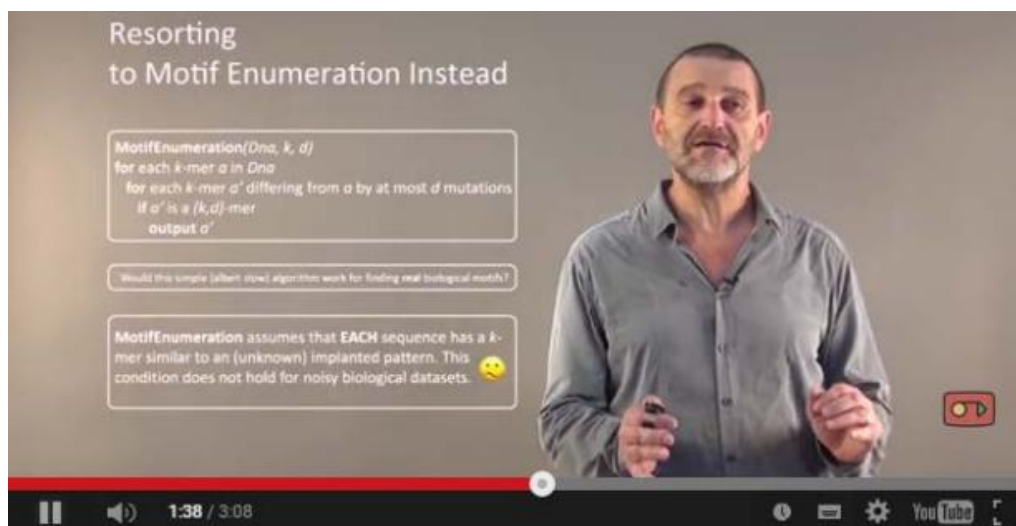 Resorting
to Motif Enumeration Instead
MotifEnumeration(Dna, k, d)
for each k-mer a in Dna
for each k-mer a' differing from a by at most d mutations
if a' is a (k,d)-mer
output a'
Would this simple (albeit slow) algorithm work for finding real biological motifs?
MotifEnumeration assumes that EACH sequence has a k-
mer similar to an (unknown) implanted pattern. This
condition does not hold for noisy biological datasets.
1:38 / 3:08
YouTube